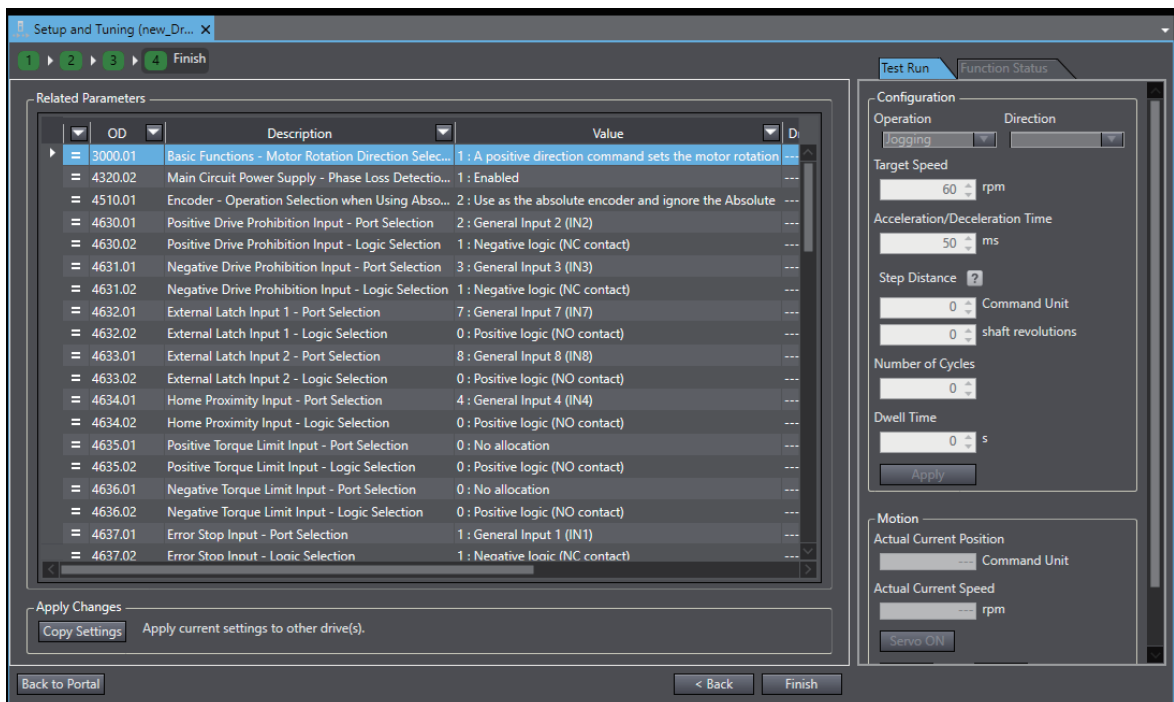 Setup and Tuning (new_Dr... X
1 2 3 4 Finish
Related Parameters
OD Description Value D
= 3000.01 Basic Functions - Motor Rotation Direction Selec... 1 : A positive direction command sets the motor rotation ---
= 4320.02 Main Circuit Power Supply - Phase Loss Detectio... 1 : Enabled ---
= 4510.01 Encoder - Operation Selection when Using Abso... 2 : Use as the absolute encoder and ignore the Absolute ---
= 4630.01 Positive Drive Prohibition Input - Port Selection 2 : General Input 2 (IN2) ---
= 4630.02 Positive Drive Prohibition Input - Logic Selection 1 : Negative logic (NC contact) ---
= 4631.01 Negative Drive Prohibition Input - Port Selection 3 : General Input 3 (IN3) ---
= 4631.02 Negative Drive Prohibition Input - Logic Selection 1 : Negative logic (NC contact) ---
= 4632.01 External Latch Input 1 - Port Selection 7 : General Input 7 (IN7) ---
= 4632.02 External Latch Input 1 - Logic Selection 0 : Positive logic (NO contact) ---
= 4633.01 External Latch Input 2 - Port Selection 8 : General Input 8 (IN8) ---
= 4633.02 External Latch Input 2 - Logic Selection 0 : Positive logic (NO contact) ---
= 4634.01 Home Proximity Input - Port Selection 4 : General Input 4 (IN4) ---
= 4634.02 Home Proximity Input - Logic Selection 0 : Positive logic (NO contact) ---
= 4635.01 Positive Torque Limit Input - Port Selection 0 : No allocation ---
= 4635.02 Positive Torque Limit Input - Logic Selection 0 : Positive logic (NO contact) ---
= 4636.01 Negative Torque Limit Input - Port Selection 0 : No allocation ---
= 4636.02 Negative Torque Limit Input - Logic Selection 0 : Positive logic (NO contact) ---
= 4637.01 Error Stop Input - Port Selection 1 : General Input 1 (IN1) ---
= 4637.02 Error Stop Input - Logic Selection 1 : Negative logic (NC contact) ---
Apply Changes
Copy Settings Apply current settings to other drive(s).
Back to Portal < Back Finish
Test Run Function Status
Configuration
Operation Direction
Jogging
Target Speed
60 rpm
Acceleration/Deceleration Time
50 ms
Step Distance ?
0 Command Unit
0 shaft revolutions
Number of Cycles
0
Dwell Time
0 s
Apply
Motion
Actual Current Position
--- Command Unit
Actual Current Speed
--- rpm
Servo ON